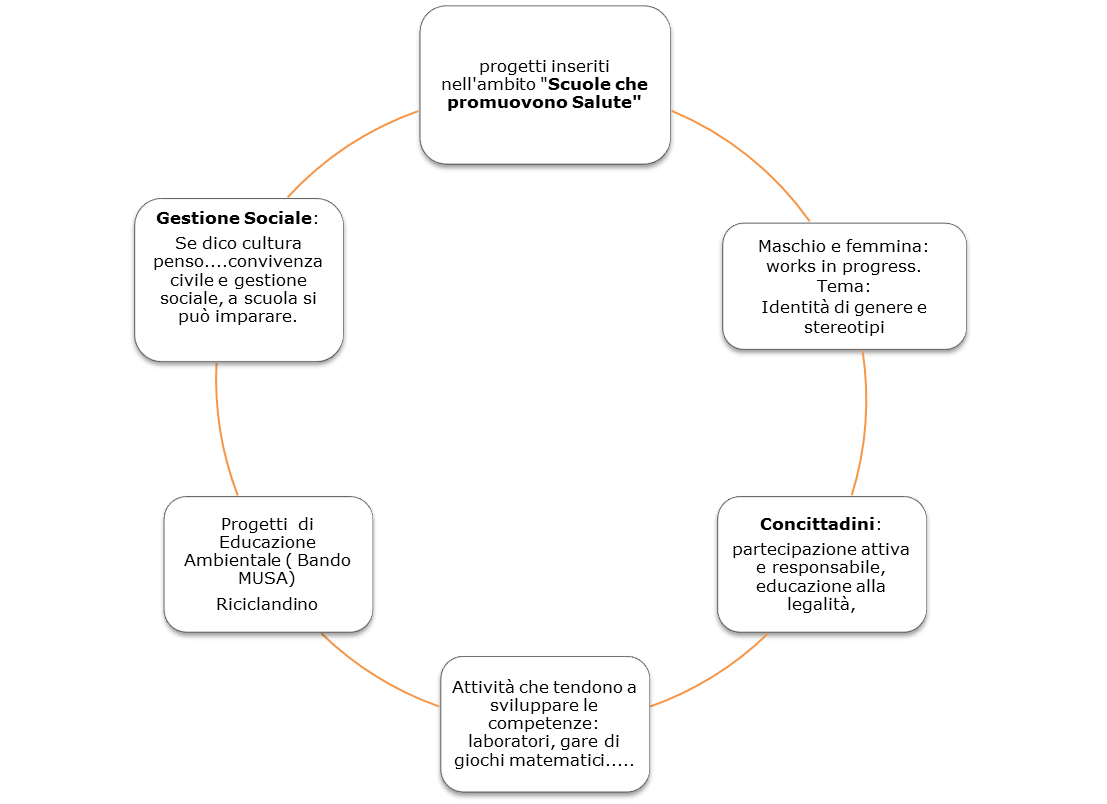 progetti inseriti
nell'ambito "Scuole che
promuovono Salute"
Gestione Sociale:
Se dico cultura
penso....convivenza
civile e gestione
sociale, a scuola si
può imparare.
Maschio e femmina:
works in progress.
Tema:
Identità di genere e
stereotipi
Progetti  di
Educazione
Ambientale ( Bando
MUSA)
Riciclandino
Concittadini:
partecipazione attiva
e responsabile,
educazione alla
legalità,
Attività che tendono a
sviluppare le
competenze:
laboratori, gare di
giochi matematici.....